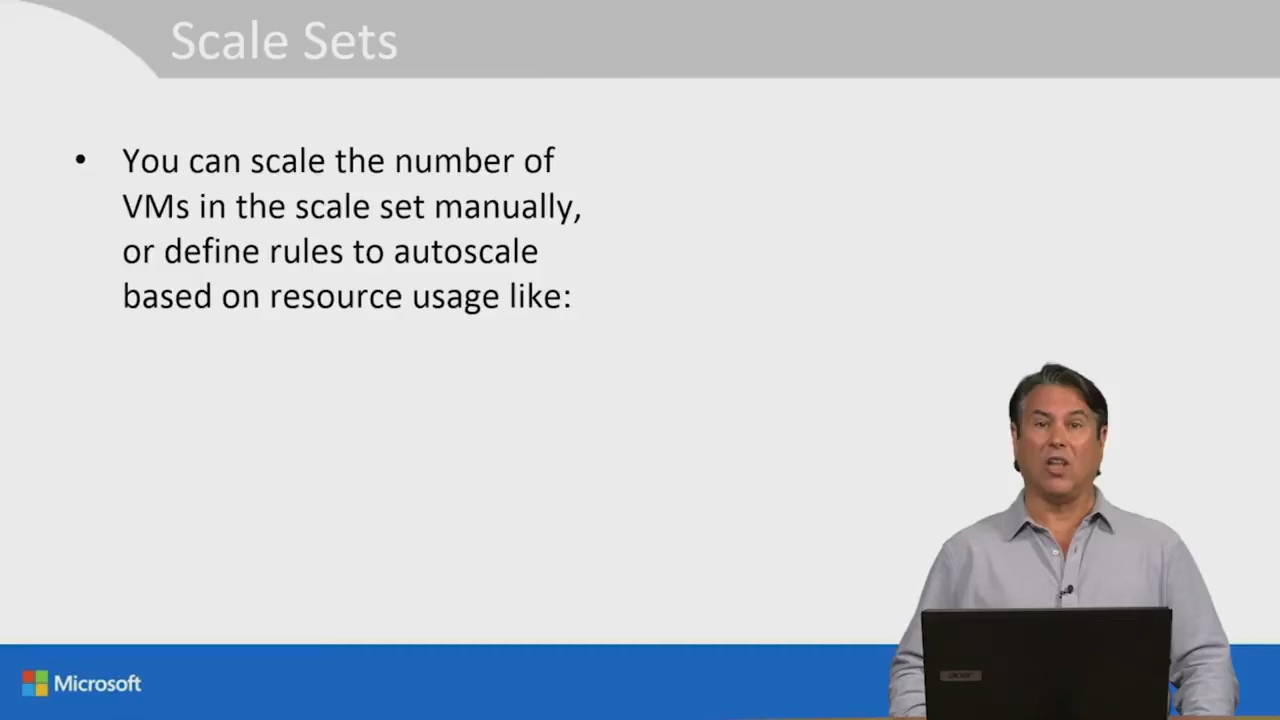 Scale Sets
• You can scale the number of
VMs in the scale set manually,
or define rules to autoscale
based on resource usage like:
acer
Microsoft